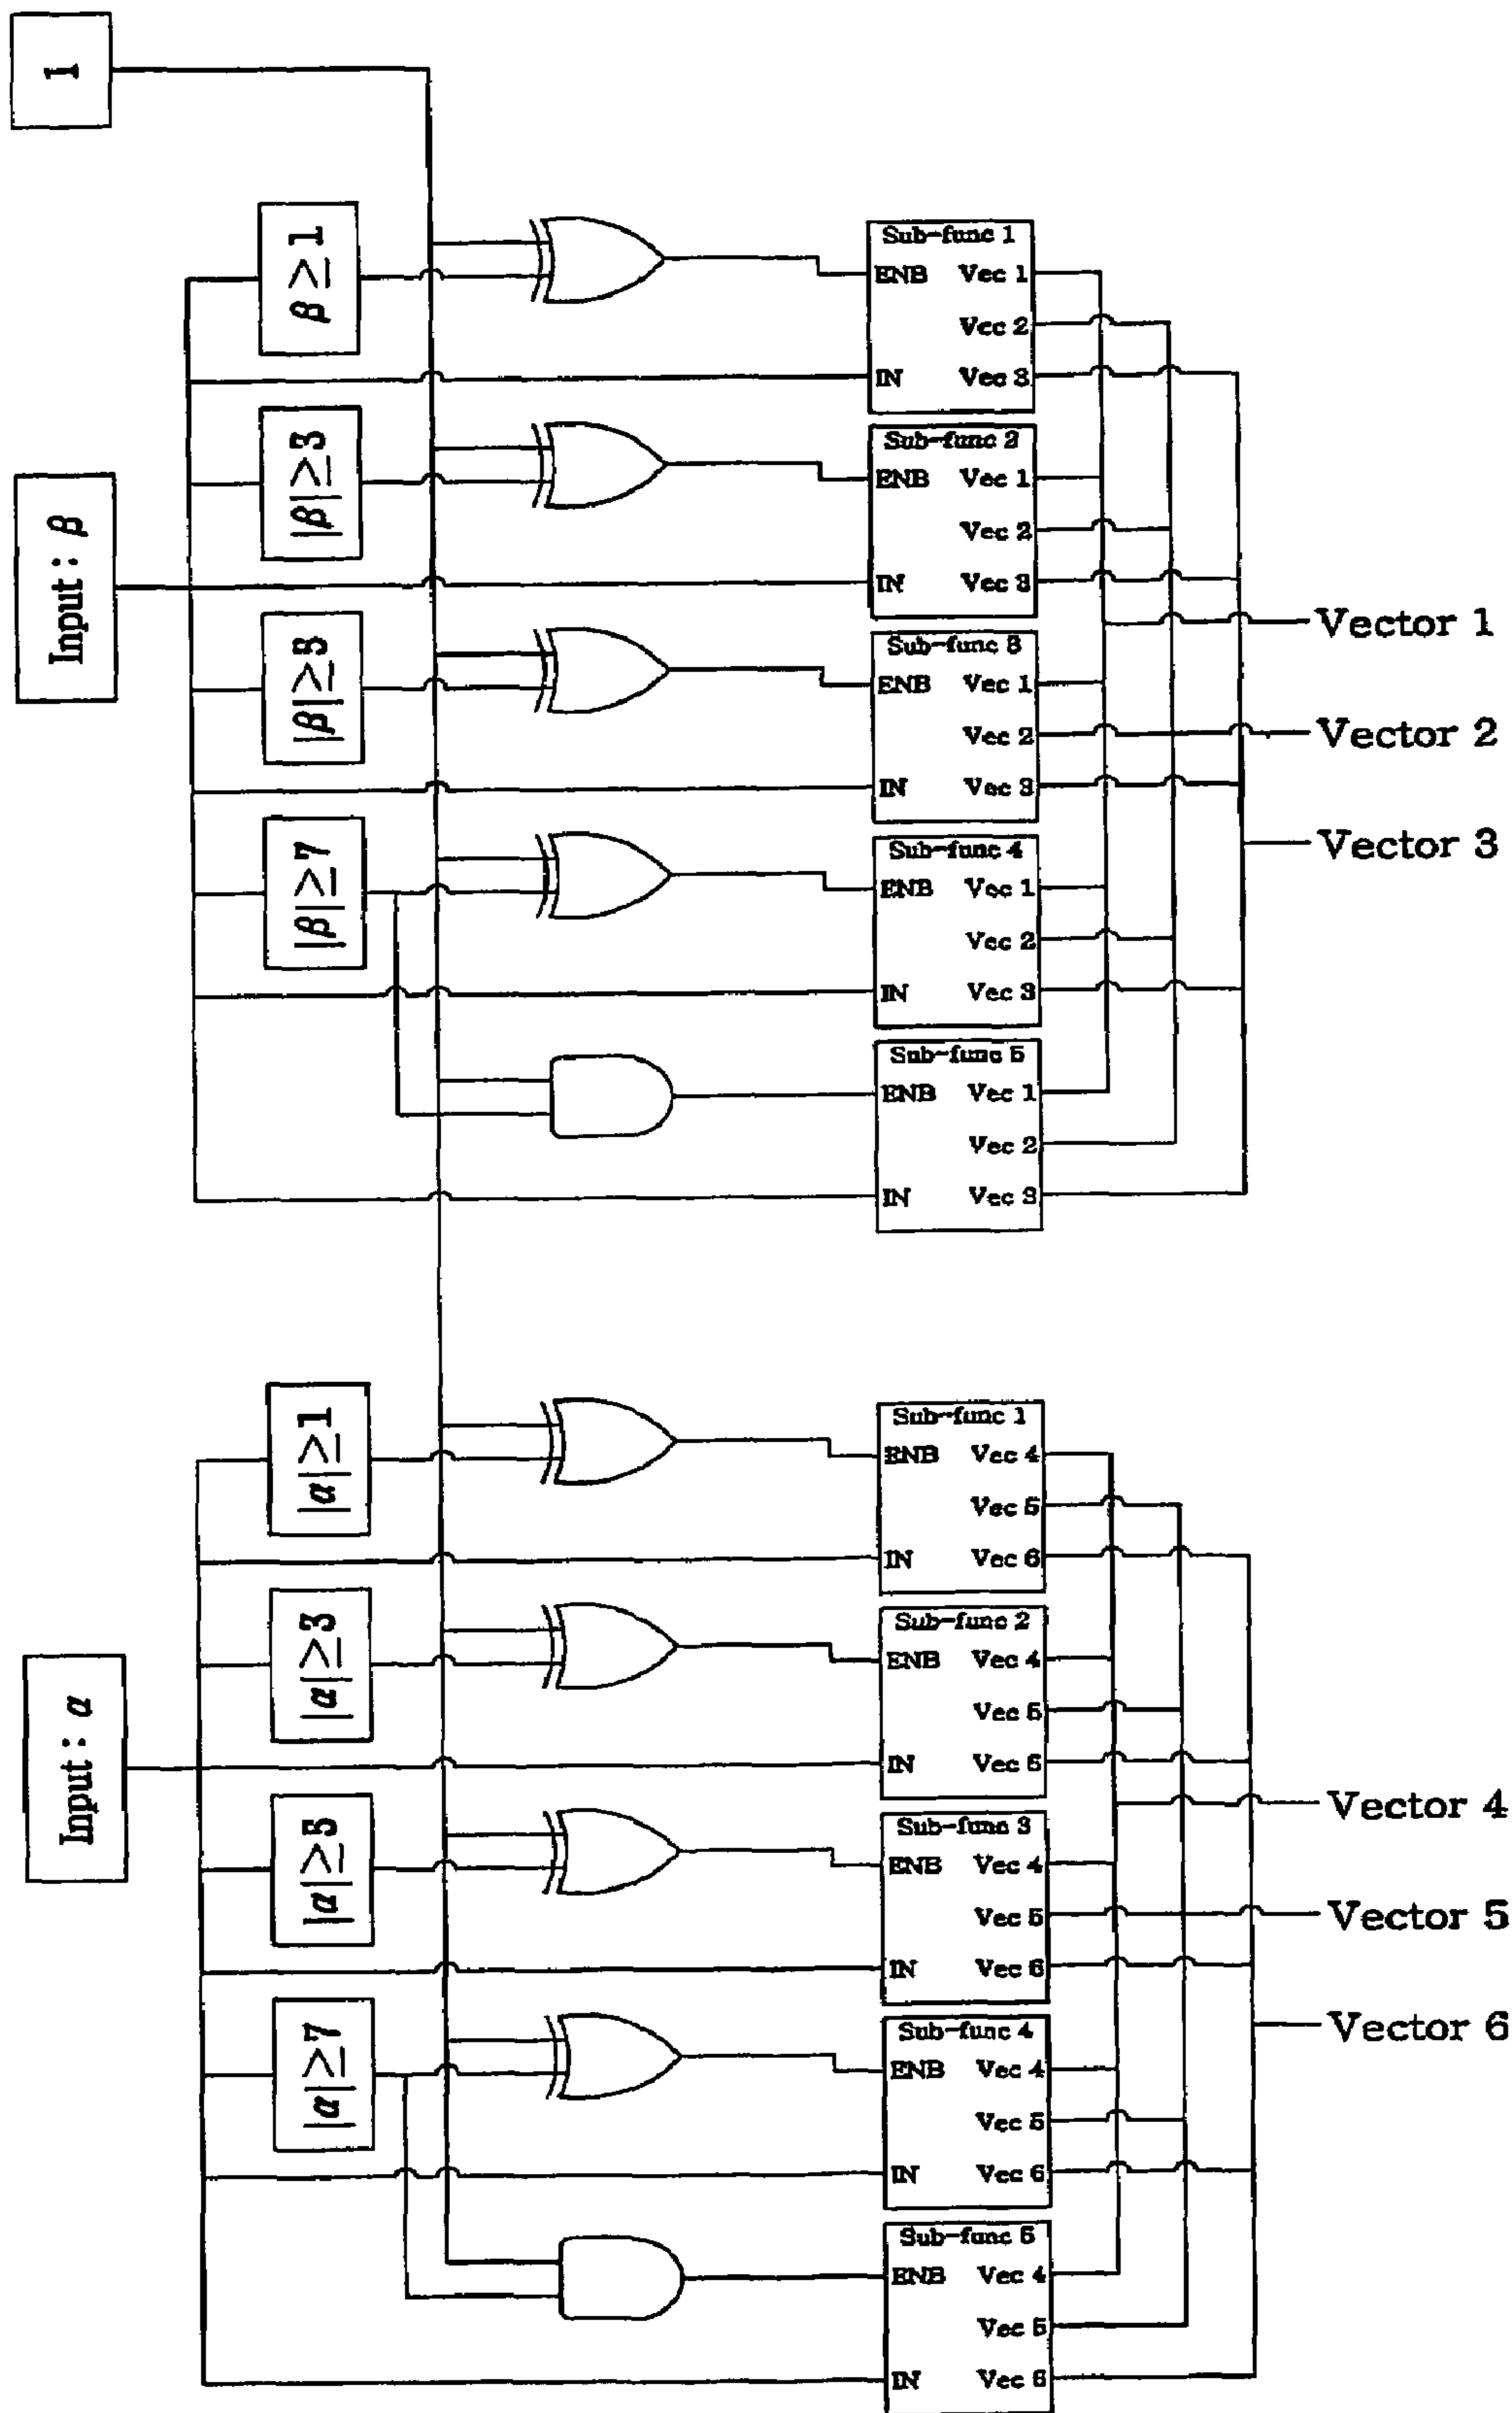 1
Input: β
β ≥ 1
|β| ≥ 3
|β| ≥ 5
|β| ≥ 7
Sub-func 1
ENB Vec 1
Vec 2
IN Vec 3
Sub-func 2
ENB Vec 1
Vec 2
IN Vec 3
Sub-func 3
ENB Vec 1
Vec 2
IN Vec 3
Sub-func 4
ENB Vec 1
Vec 2
IN Vec 3
Sub-func 5
ENB Vec 1
Vec 2
IN Vec 3
Vector 1
Vector 2
Vector 3
Input: α
|α| ≥ 1
|α| ≥ 3
|α| ≥ 5
|α| ≥ 7
Sub-func 1
ENB Vec 4
Vec 5
IN Vec 6
Sub-func 2
ENB Vec 4
Vec 5
IN Vec 6
Sub-func 3
ENB Vec 4
Vec 5
IN Vec 6
Sub-func 4
ENB Vec 4
Vec 5
IN Vec 6
Sub-func 5
ENB Vec 4
Vec 5
IN Vec 6
Vector 4
Vector 5
Vector 6